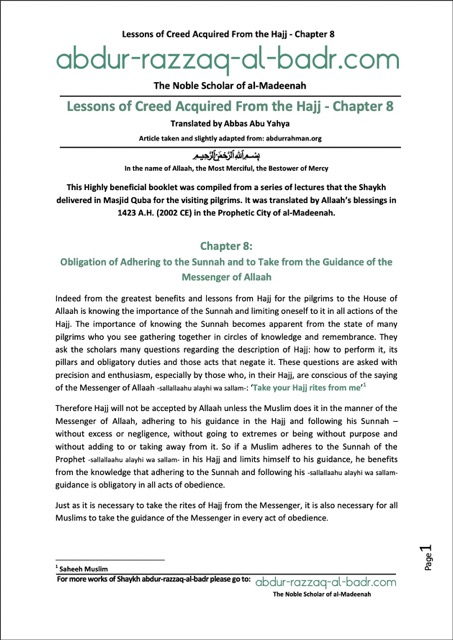 Lessons of Creed Acquired From the Hajj - Chapter 8
abdur-razzaq-al-badr.com
The Noble Scholar of al-Madeenah
Lessons of Creed Acquired From the Hajj - Chapter 8
Translated by Abbas Abu Yahya
Article taken and slightly adapted from: abdurrahman.org
بسم الله الرحمن الرحيم
In the name of Allaah, the Most Merciful, the Bestower of Mercy
This Highly beneficial booklet was compiled from a series of lectures that the Shaykh
delivered in Masjid Quba for the visiting pilgrims. It was translated by Allaah's blessings in
1423 A.H. (2002 CE) in the Prophetic City of al-Madeenah.
Chapter 8:
Obligation of Adhering to the Sunnah and to Take from the Guidance of the
Messenger of Allaah
Indeed from the greatest benefits and lessons from Hajj for the pilgrims to the House of
Allaah is knowing the importance of the Sunnah and limiting oneself to it in all actions of the
Hajj. The importance of knowing the Sunnah becomes apparent from the state of many
pilgrims who you see gathering together in circles of knowledge and remembrance. They
ask the scholars many questions regarding the description of Hajj: how to perform it, its
pillars and obligatory duties and those acts that negate it. These questions are asked with
precision and enthusiasm, especially by those who, in their Hajj, are conscious of the saying
of the Messenger of Allaah -sallallaahu alayhi wa sallam-: 'Take your Hajj rites from me'1
Therefore Hajj will not be accepted by Allaah unless the Muslim does it in the manner of the
Messenger of Allaah, adhering to his guidance in the Hajj and following his Sunnah –
without excess or negligence, without going to extremes or being without purpose and
without adding to or taking away from it. So if a Muslim adheres to the Sunnah of the
Prophet -sallallaahu alayhi wa sallam- in his Hajj and limits himself to his guidance, he benefits
from the knowledge that adhering to the Sunnah and following his -sallallaahu alayhi wa sallam-
guidance is obligatory in all acts of obedience.
Just as it is necessary to take the rites of Hajj from the Messenger, it is also necessary for all
Muslims to take the guidance of the Messenger in every act of obedience.
1 Saheeh Muslim
For more works of Shaykh abdur-razzaq-al-badr please go to: abdur-razzaq-al-badr.com
The Noble Scholar of al-Madeenah
Page1